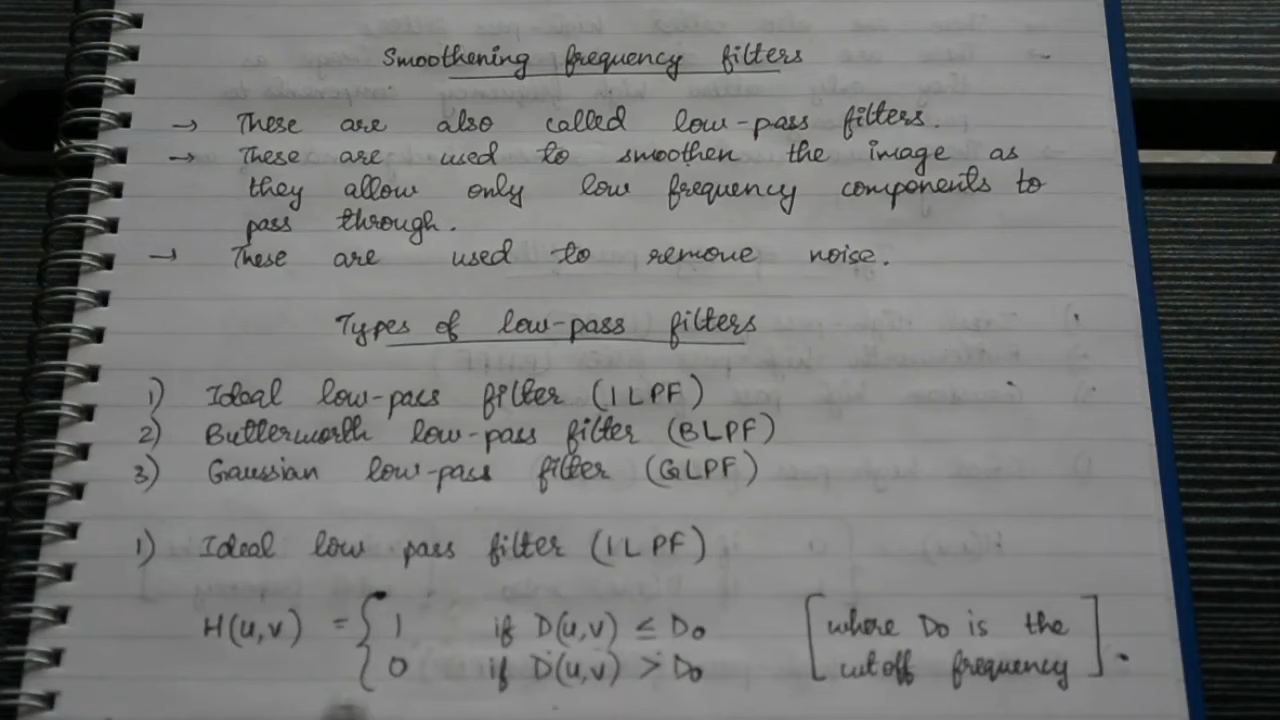 Smoothening frequency filters
→ These are also called low-pass filters.
→ These are used to smoothen the image as
they allow only low frequency components to
pass through.
→ These are used to remove noise.
Types of low-pass filters
1) Ideal low-pass filter (ILPF)
2) Butterworth low-pass filter (BLPF)
3) Gaussian low-pass filter (GLPF)
1) Ideal low pass filter (ILPF)
H(u,v) = { 1 if D(u,v) ≤ D₀ [where D₀ is the
{ 0 if D(u,v) > D₀ cutoff frequency].